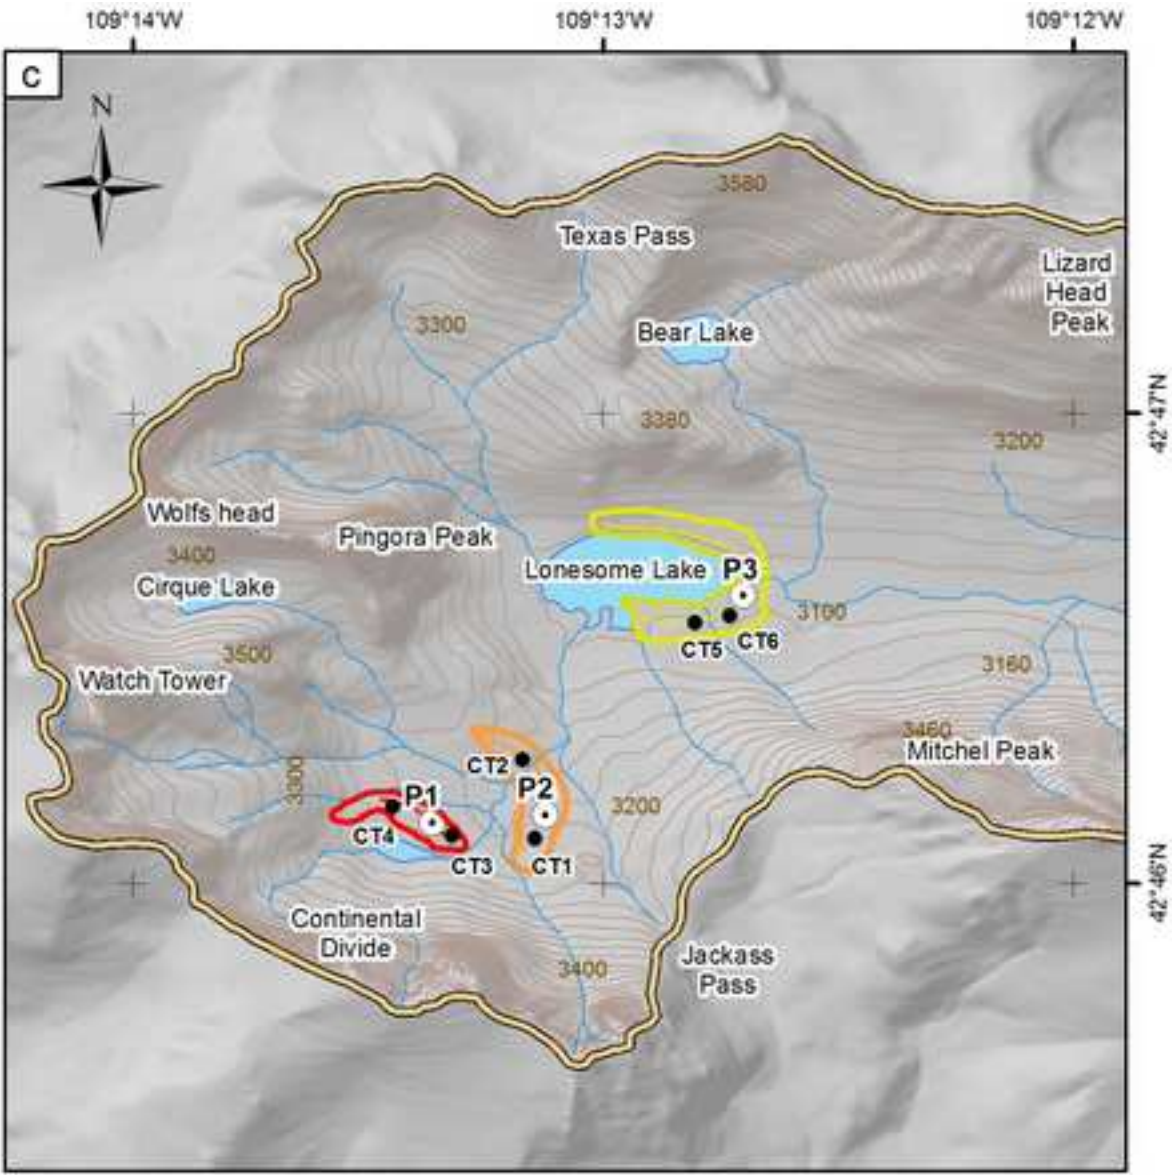 109°14'W
109°13'W
109°12'W
C
N
3580
Texas Pass
Lizard
Head
Peak
3300
Bear Lake
42°47'N
3380
3200
Wolfs head
Pingora Peak
3400
Lonesome Lake
P3
Cirque Lake
3100
CT5
CT6
3500
3160
Watch Tower
3460
Mitchel Peak
CT2
3300
P1
P2
3200
CT4
CT3
CT1
42°46'N
Continental
Divide
Jackass
Pass
3400